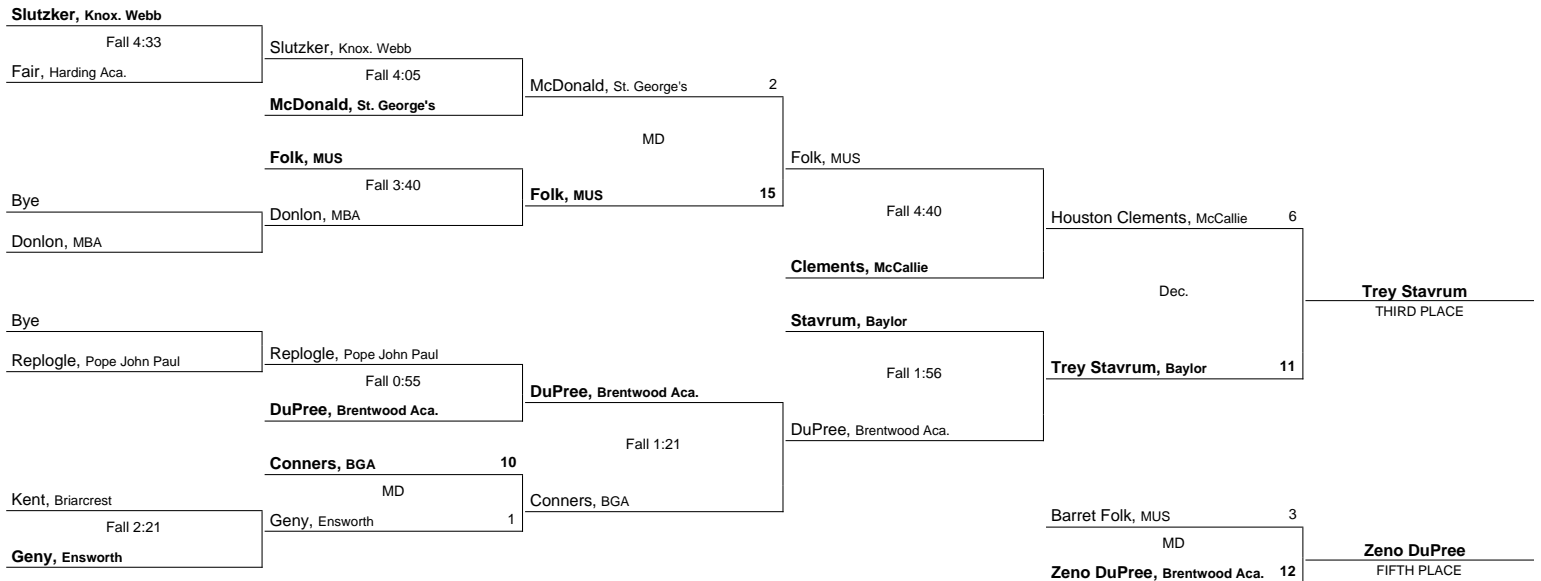 Slutzker, Knox. Webb
Fall 4:33
Fair, Harding Aca.
Slutzker, Knox. Webb
Fall 4:05
McDonald, St. George's
McDonald, St. George's 2
MD
Folk, MUS 15
Folk, MUS
Fall 3:40
Donlon, MBA
Bye
Donlon, MBA
Folk, MUS
Fall 4:40
Clements, McCallie
Houston Clements, McCallie 6
Dec.
Trey Stavrum, Baylor 11
Trey Stavrum
THIRD PLACE
Bye
Replogle, Pope John Paul
Replogle, Pope John Paul
Fall 0:55
DuPree, Brentwood Aca.
DuPree, Brentwood Aca.
Fall 1:21
Conners, BGA
Stavrum, Baylor
Fall 1:56
DuPree, Brentwood Aca.
Conners, BGA 10
MD
Geny, Ensworth 1
Kent, Briarcrest
Fall 2:21
Geny, Ensworth
Barret Folk, MUS 3
MD
Zeno DuPree, Brentwood Aca. 12
Zeno DuPree
FIFTH PLACE